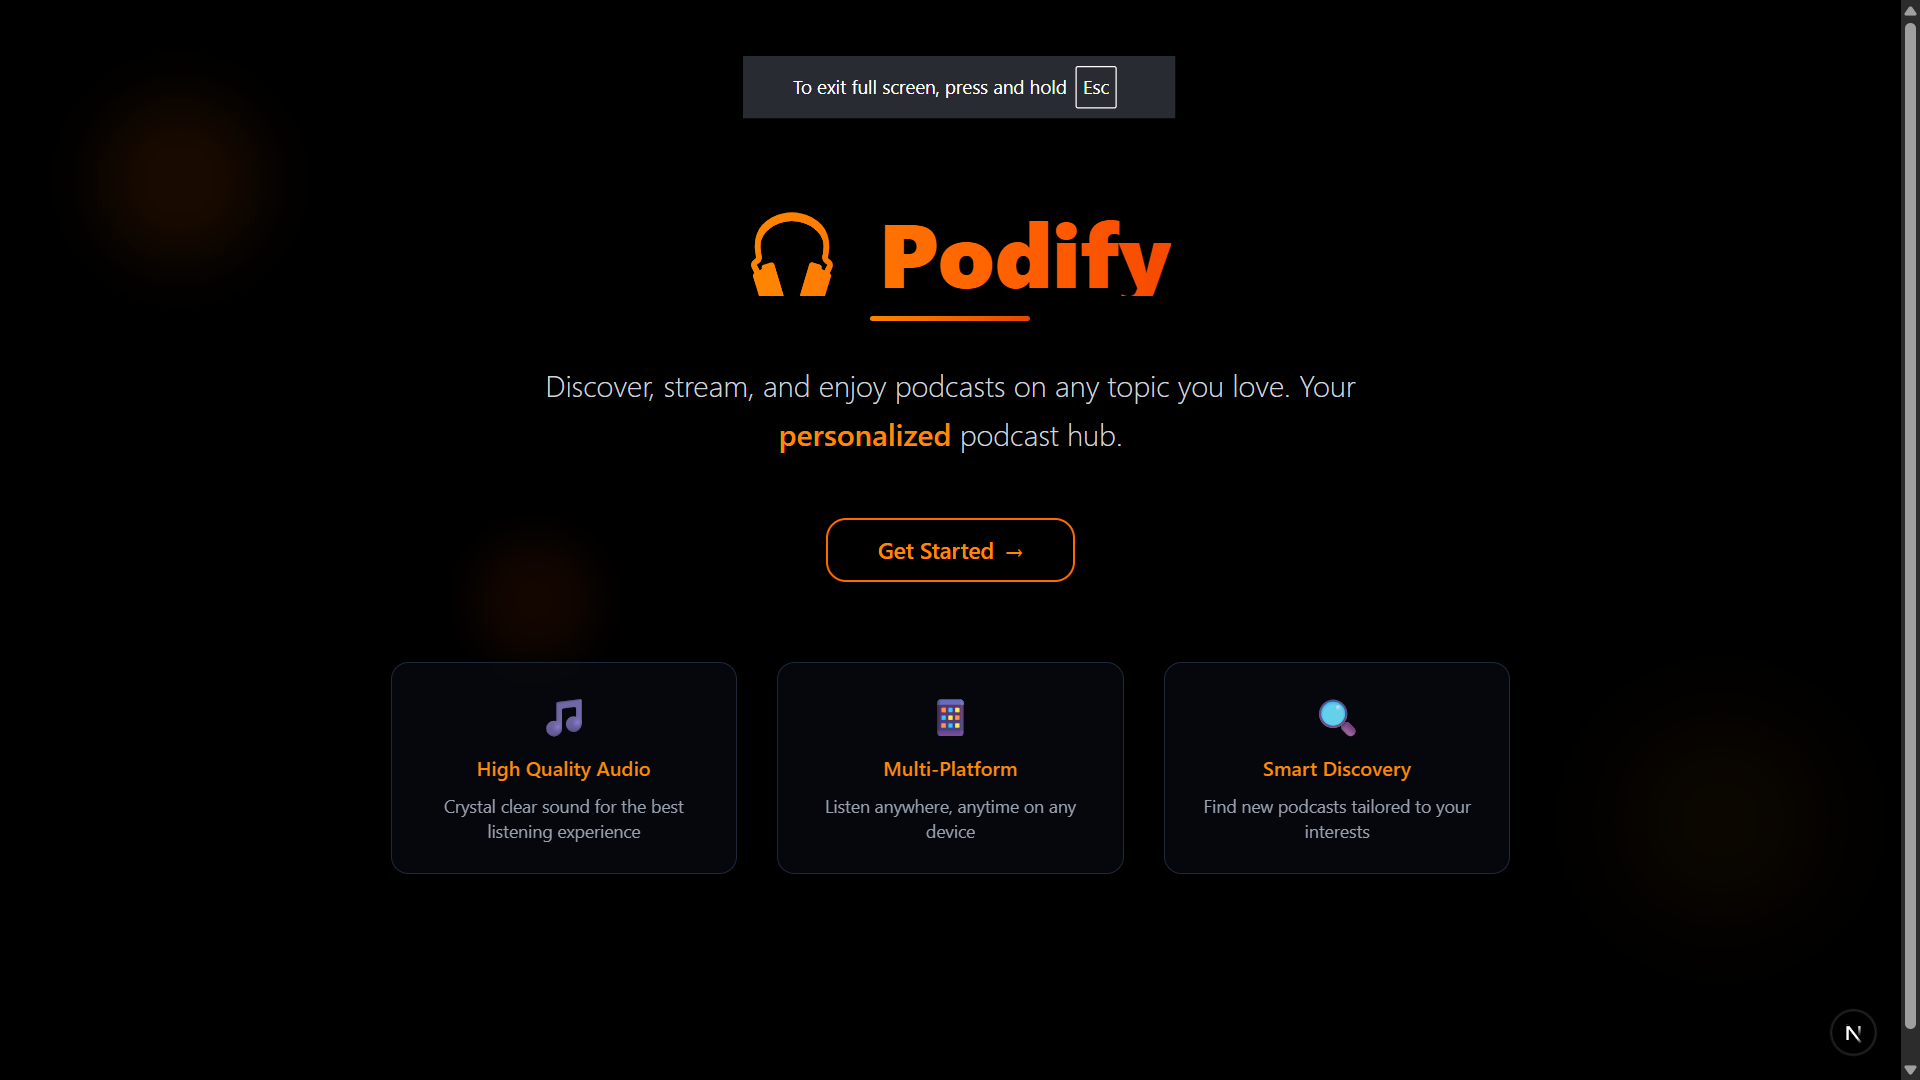 To exit full screen, press and hold Esc
Podify
Discover, stream, and enjoy podcasts on any topic you love. Your
personalized podcast hub.
Get Started →
High Quality Audio
Crystal clear sound for the best
listening experience
Multi-Platform
Listen anywhere, anytime on any
device
Smart Discovery
Find new podcasts tailored to your
interests
N